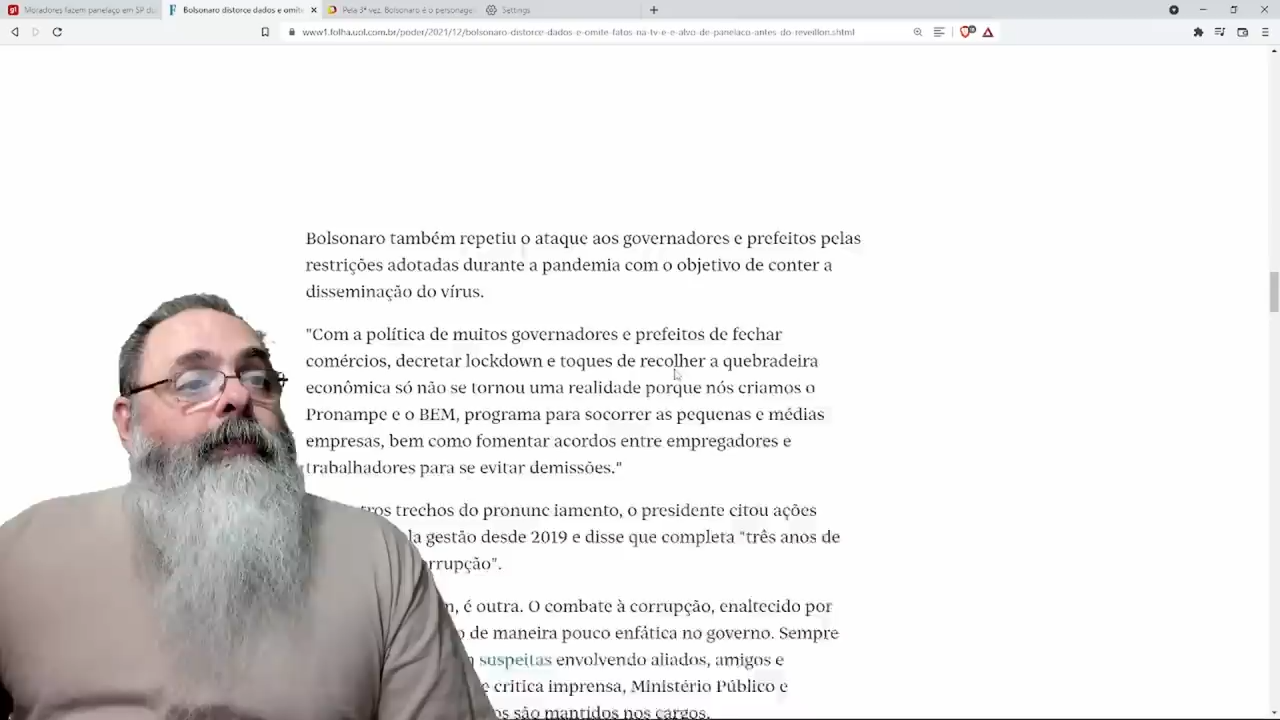 Moradores fazem panelaço em SP du
Bolsonaro distorce dados e omite
Pela 3ª vez, Bolsonaro é o personage
Settings
www1.folha.uol.com.br/poder/2021/12/bolsonaro-distorce-dados-e-omite-fatos-na-tv-e-e-alvo-de-panelaco-antes-do-reveillon.shtml
Bolsonaro também repetiu o ataque aos governadores e prefeitos pelas
restrições adotadas durante a pandemia com o objetivo de conter a
disseminação do vírus.
"Com a política de muitos governadores e prefeitos de fechar
comércios, decretar lockdown e toques de recolher a quebradeira
econômica só não se tornou uma realidade porque nós criamos o
Pronampe e o BEM, programa para socorrer as pequenas e médias
empresas, bem como fomentar acordos entre empregadores e
trabalhadores para se evitar demissões."
tros trechos do pronunc iamento, o presidente citou ações
la gestão desde 2019 e disse que completa "três anos de
rrupção".
, é outra. O combate à corrupção, enaltecido por
de maneira pouco enfática no governo. Sempre
suspeitas envolvendo aliados, amigos e
e critica imprensa, Ministério Público e
os são mantidos nos cargos.